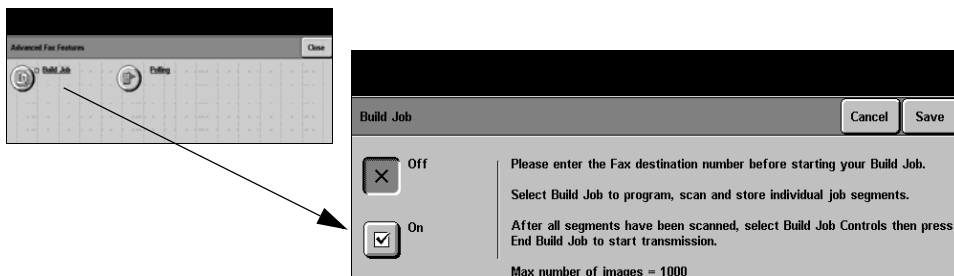 Advanced Fax Features
Close
Build Job
Polling
Build Job
Cancel
Save
Off
Please enter the Fax destination number before starting your Build Job.
Select Build Job to program, scan and store individual job segments.
On
After all segments have been scanned, select Build Job Controls then press
End Build Job to start transmission.
Max number of images = 1000